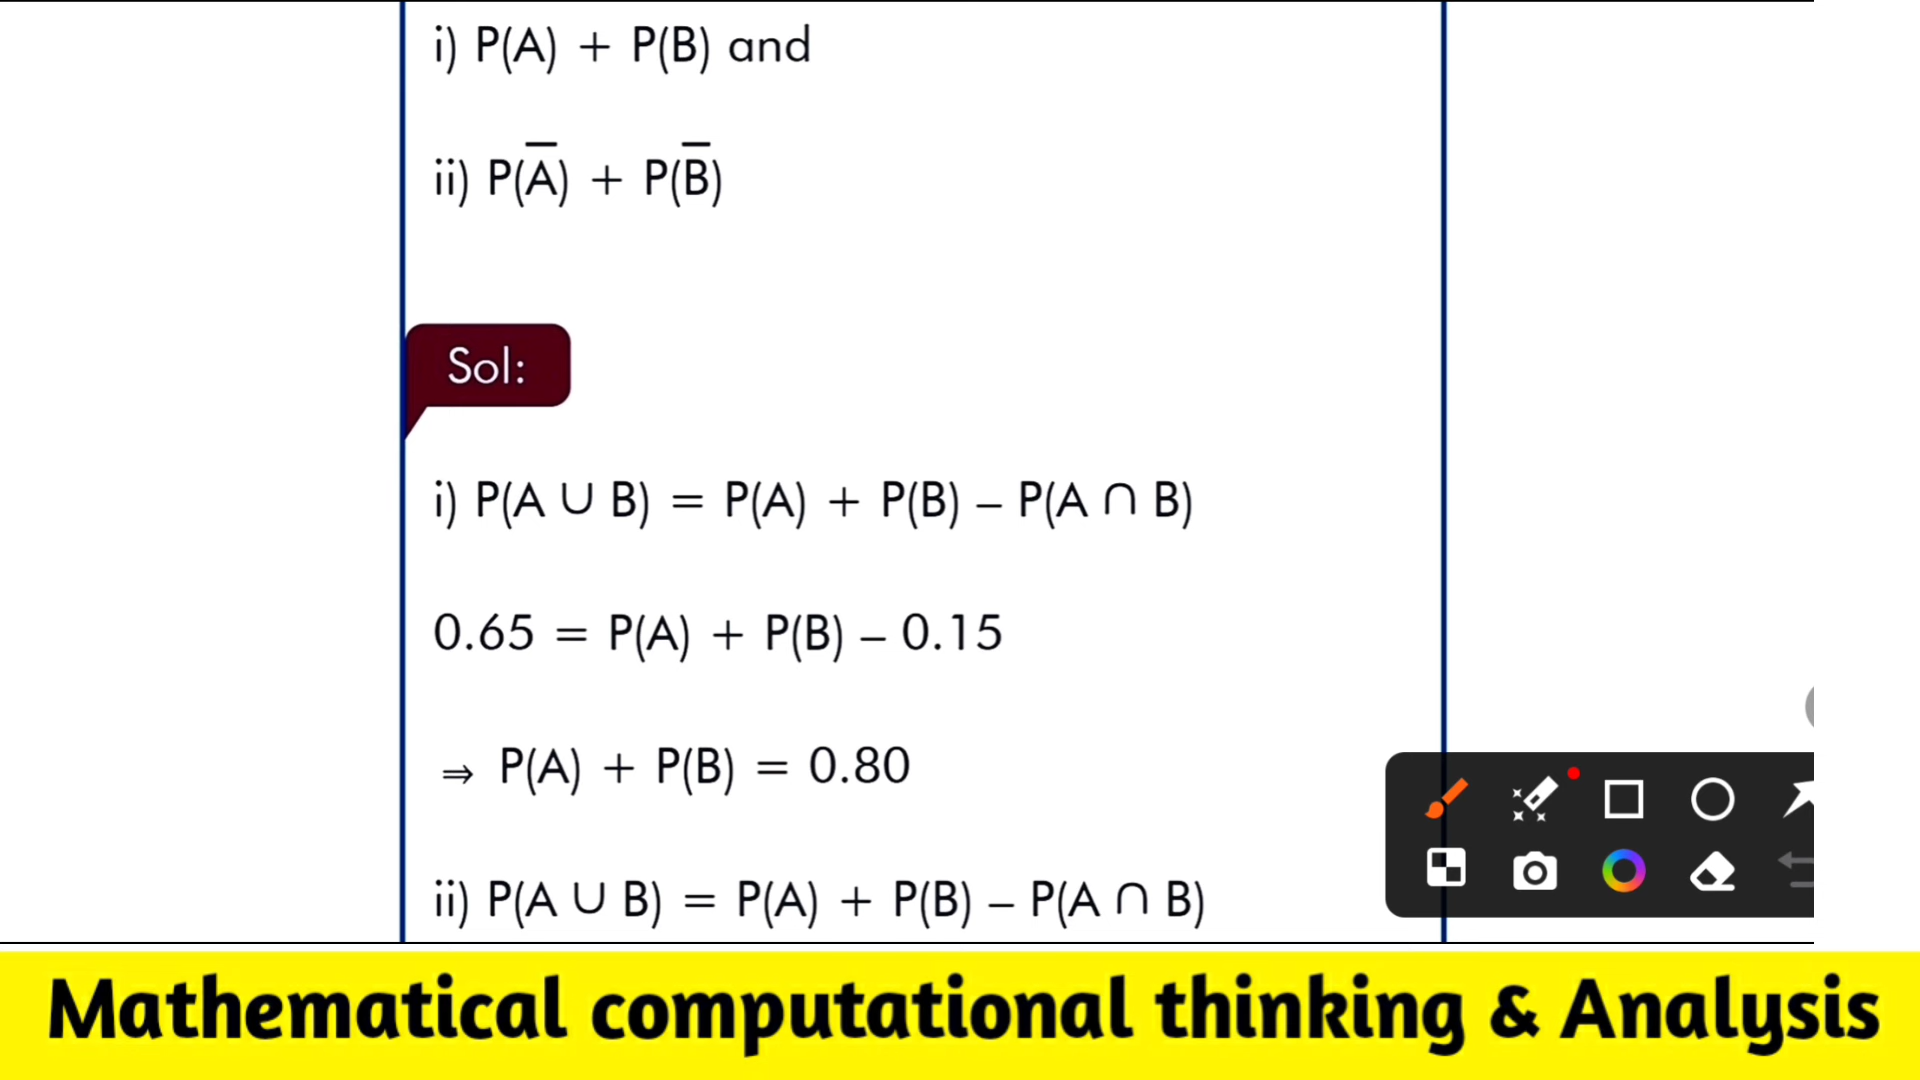 i) P(A) + P(B) and
ii) P(A̅) + P(B̅)
Sol:
i) P(A ∪ B) = P(A) + P(B) – P(A ∩ B)
0.65 = P(A) + P(B) – 0.15
⇒ P(A) + P(B) = 0.80
ii) P(A ∪ B) = P(A) + P(B) – P(A ∩ B)
Mathematical computational thinking & Analysis